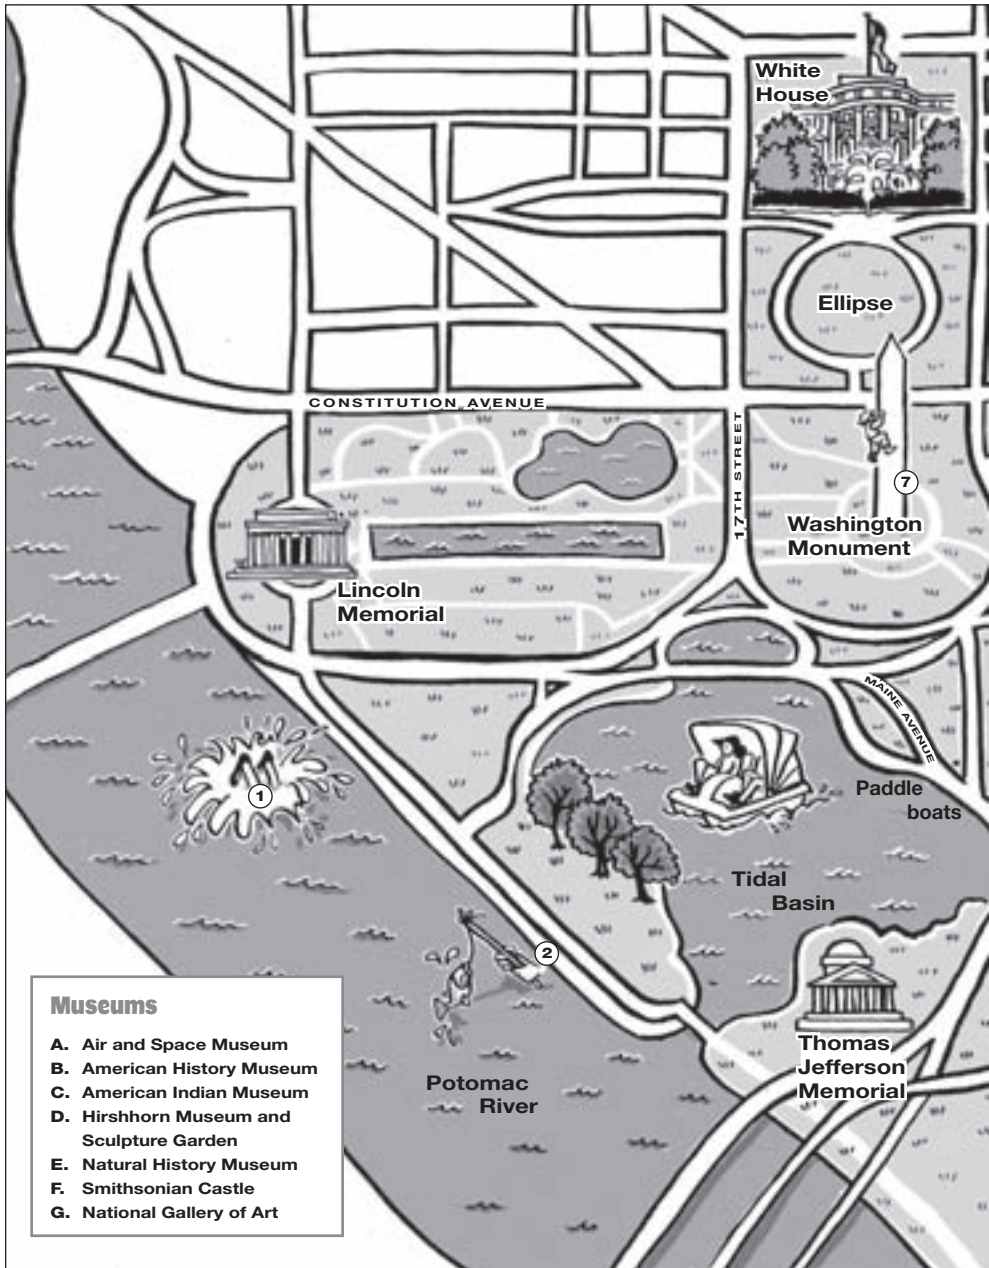 White
House
Ellipse
CONSTITUTION AVENUE
17TH STREET
7
Washington
Monument
Lincoln
Memorial
MAINE AVENUE
1
Paddle
boats
Tidal
Basin
2
Thomas
Jefferson
Memorial
Potomac
River
Museums
A. Air and Space Museum
B. American History Museum
C. American Indian Museum
D. Hirshhorn Museum and
Sculpture Garden
E. Natural History Museum
F. Smithsonian Castle
G. National Gallery of Art